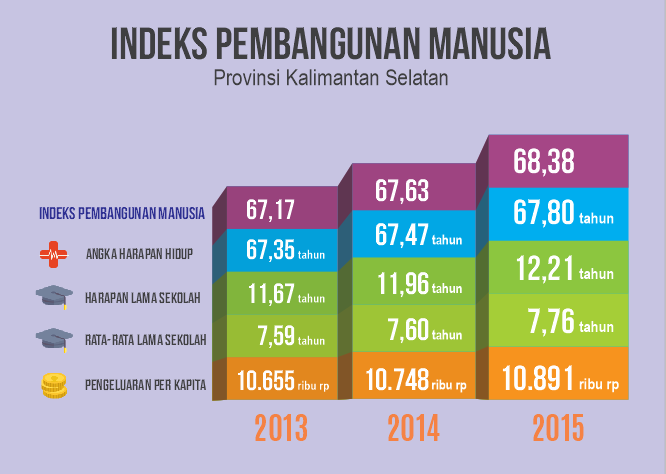 INDEKS PEMBANGUNAN MANUSIA
Provinsi Kalimantan Selatan
INDEKS PEMBANGUNAN MANUSIA 67,17 67,63 68,38
ANGKA HARAPAN HIDUP 67,35 tahun 67,47 tahun 67,80 tahun
HARAPAN LAMA SEKOLAH 11,67 tahun 11,96 tahun 12,21 tahun
RATA-RATA LAMA SEKOLAH 7,59 tahun 7,60 tahun 7,76 tahun
PENGELUARAN PER KAPITA 10.655 ribu rp 10.748 ribu rp 10.891 ribu rp
2013 2014 2015